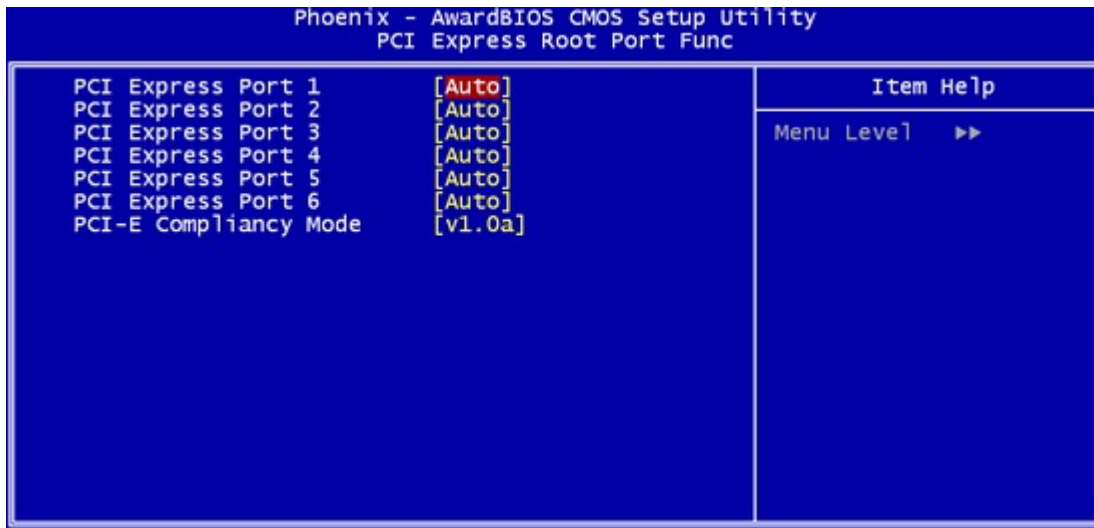 Phoenix - AwardBIOS CMOS Setup Utility
PCI Express Root Port Func
PCI Express Port 1 [Auto]
PCI Express Port 2 [Auto]
PCI Express Port 3 [Auto]
PCI Express Port 4 [Auto]
PCI Express Port 5 [Auto]
PCI Express Port 6 [Auto]
PCI-E Compliancy Mode [v1.0a]
Item Help
Menu Level ▶▶